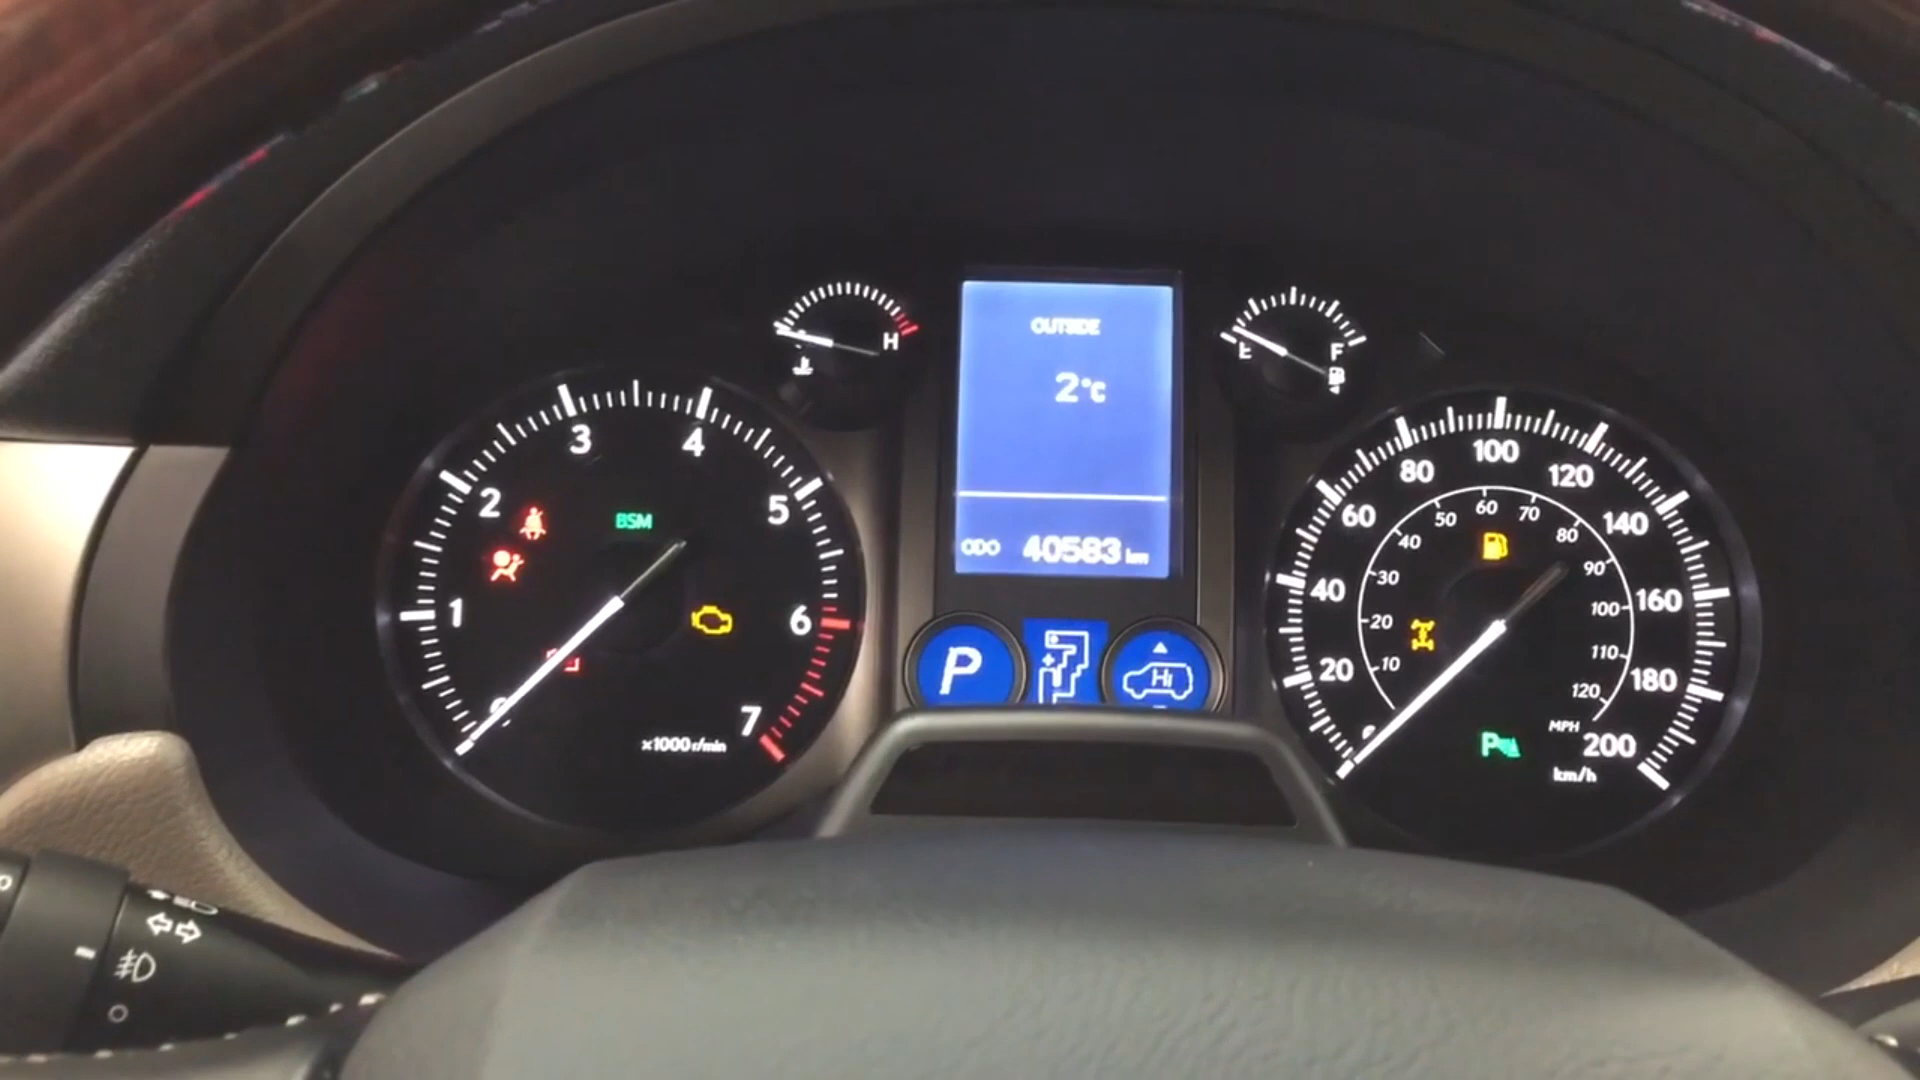 H
OUTSIDE
2°C
ODO 40583 km
E F
1 2 3 4 5 6 7
x1000 r/min
BSM
P
HI
20 40 60 80 100 120 140 160 180 200
km/h
10 20 30 40 50 60 70 80 90 100 110 120
MPH
P